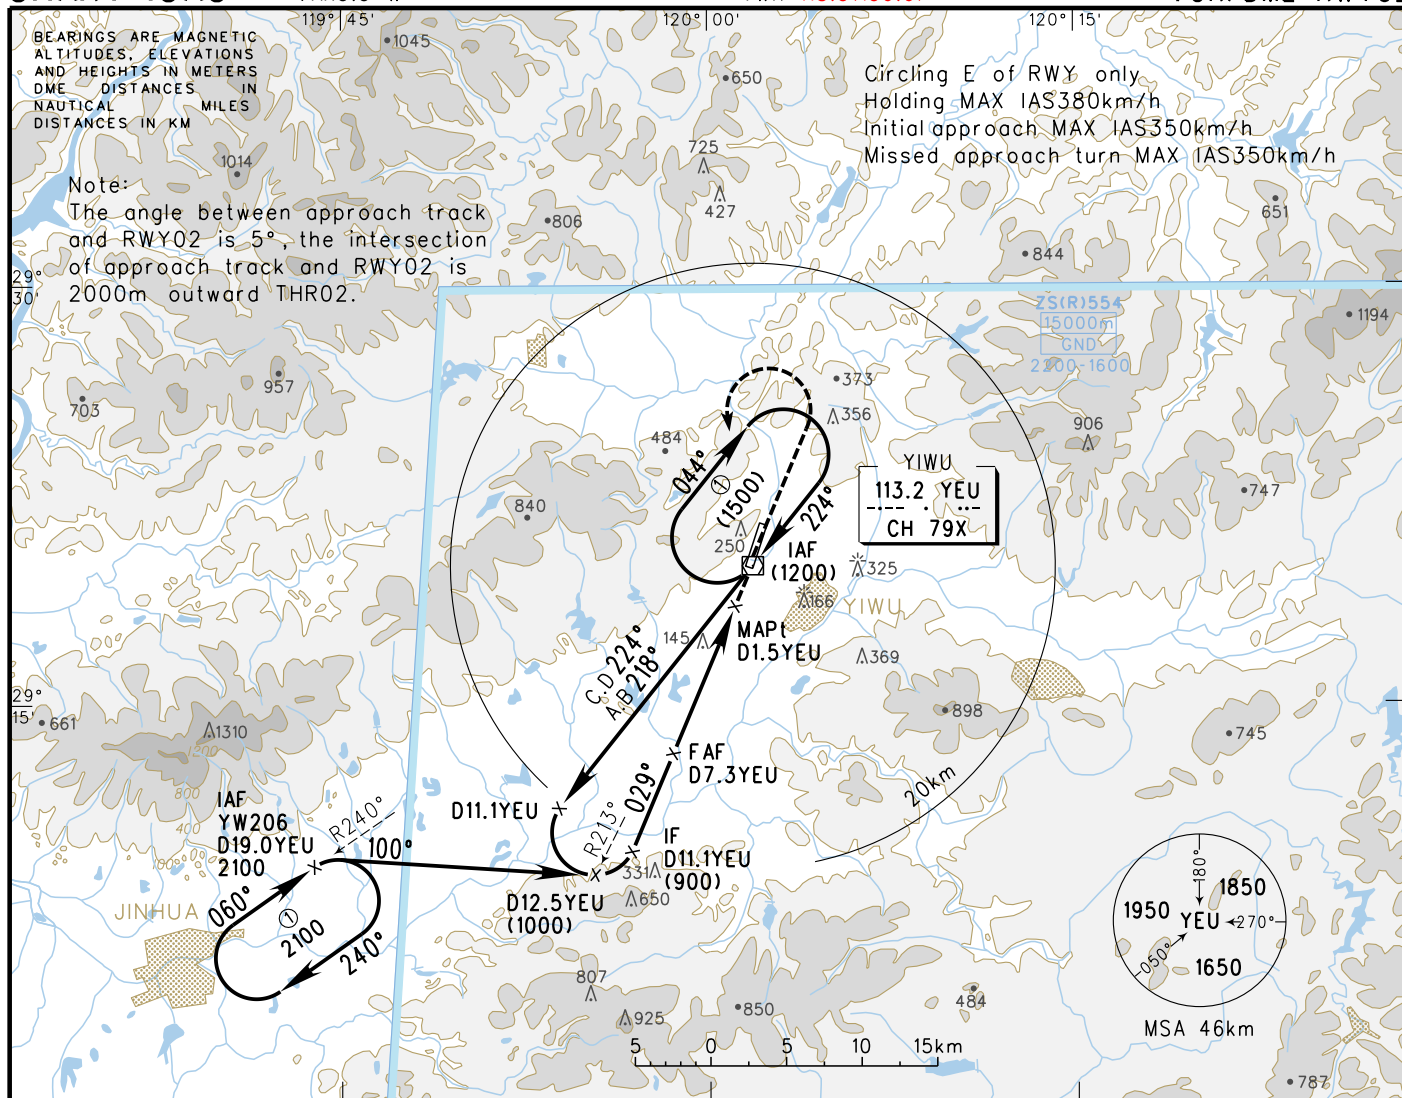 119°45'
120°00'
120°15'
BEARINGS ARE MAGNETIC
ALTITUDES, ELEVATIONS
AND HEIGHTS IN METERS
DME DISTANCES IN
NAUTICAL MILES
DISTANCES IN KM
1045
650
Circling E of RWY only
Holding MAX IAS380km/h
Initial approach MAX IAS350km/h
Missed approach turn MAX IAS350km/h
1014
725
427
Note:
The angle between approach track
and RWY02 is 5°, the intersection
of approach track and RWY02 is
2000m outward THR02.
806
651
844
29°
30'
ZS(R)554
15000m
GND
2200-1600
1194
957
703
373
356
906
484
044°
1
(1500)
224°
YIWU
113.2 YEU
CH 79X
747
840
250
IAF
(1200)
325
166
YIWU
145
MAPt
D1.5YEU
369
C.D 224°
A.B 218°
29°
15'
661
1310
1200
898
745
FAF
D7.3YEU
800
400
100°
IAF
YW206
D19.0YEU
2100
R240°
100°
D11.1YEU
R213°
029°
20km
IF
D11.1YEU
(900)
331
650
D12.5YEU
(1000)
JINHUA
060°
1
2100
240°
180°
1850
1950
YEU
270°
050°
1650
MSA 46km
807
925
850
484
5 0 5 10 15km
787